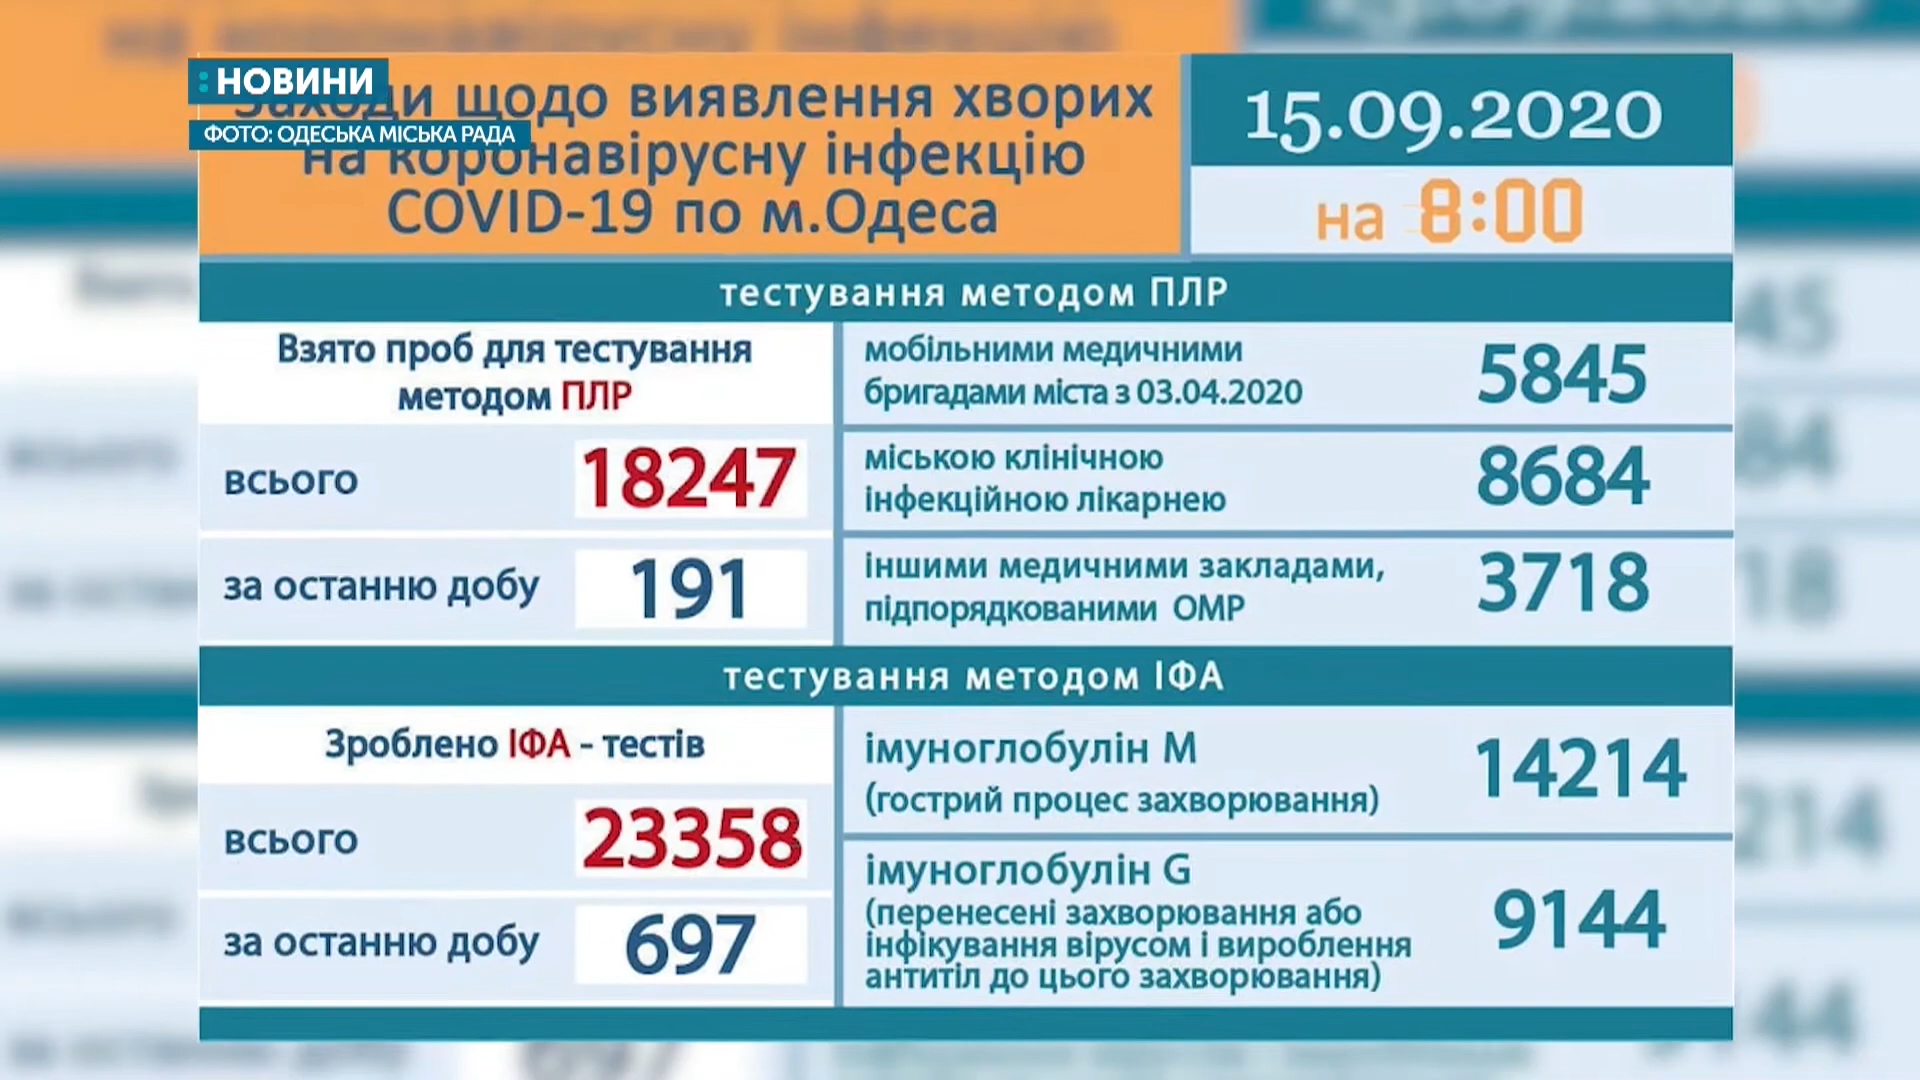 НОВИНИ
ФОТО: ОДЕСЬКА МІСЬКА РАДА
Заходи щодо виявлення хворих
на коронавірусну інфекцію
COVID-19 по м.Одеса
15.09.2020
на 8:00
тестування методом ПЛР
Взято проб для тестування
методом ПЛР
всього 18247
за останню добу 191
мобільними медичними
бригадами міста з 03.04.2020
5845
міською клінічною
інфекційною лікарнею
8684
іншими медичними закладами,
підпорядкованими ОМР
3718
тестування методом ІФА
Зроблено ІФА - тестів
всього 23358
за останню добу 697
імуноглобулін М
(гострий процес захворювання)
14214
імуноглобулін G
(перенесені захворювання або
інфікування вірусом і вироблення
антитіл до цього захворювання)
9144